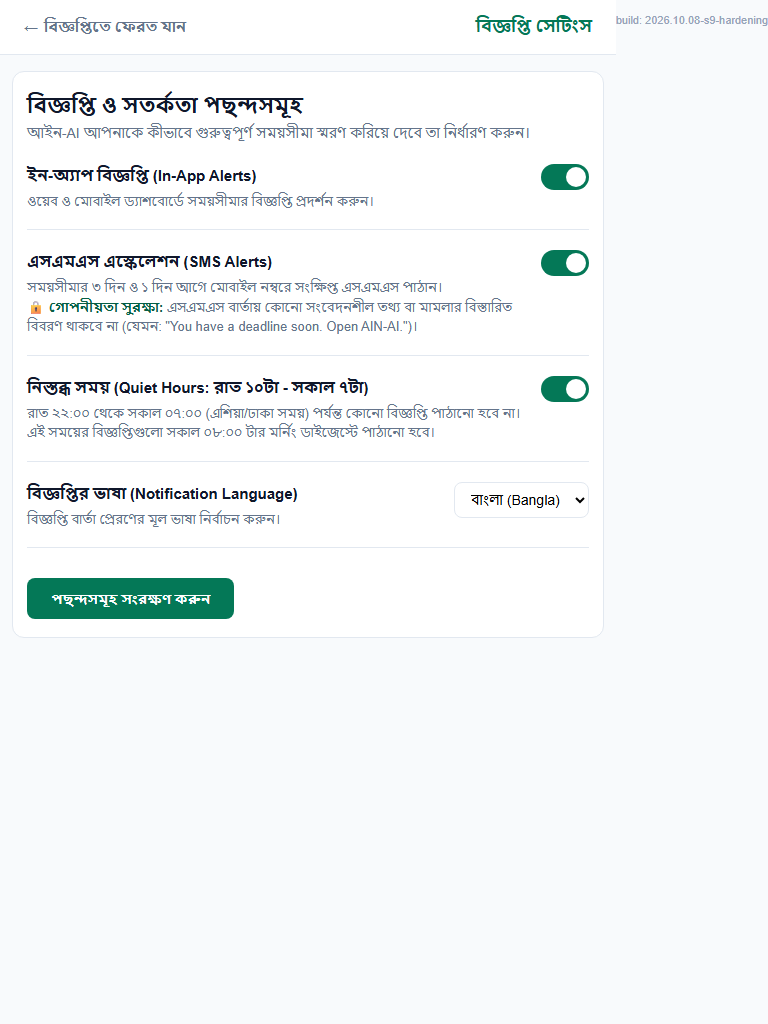 ← বিজ্ঞপ্তিতে ফেরত যান
বিজ্ঞপ্তি সেটিংস
build: 2026.10.08-s9-hardening
বিজ্ঞপ্তি ও সতর্কতা পছন্দসমূহ
আইন-AI আপনাকে কীভাবে গুরুত্বপূর্ণ সময়সীমা স্মরণ করিয়ে দেবে তা নির্ধারণ করুন।
ইন-অ্যাপ বিজ্ঞপ্তি (In-App Alerts)
ওয়েব ও মোবাইল ড্যাশবোর্ডে সময়সীমার বিজ্ঞপ্তি প্রদর্শন করুন।
এসএমএস এস্কেলেশন (SMS Alerts)
সময়সীমার ৩ দিন ও ১ দিন আগে মোবাইল নম্বরে সংক্ষিপ্ত এসএমএস পাঠান।
🔒 গোপনীয়তা সুরক্ষা: এসএমএস বার্তায় কোনো সংবেদনশীল তথ্য বা মামলার বিস্তারিত
বিবরণ থাকবে না (যেমন: "You have a deadline soon. Open AIN-AI.")।
নিস্তব্ধ সময় (Quiet Hours: রাত ১০টা - সকাল ৭টা)
রাত ২২:০০ থেকে সকাল ০৭:০০ (এশিয়া/ঢাকা সময়) পর্যন্ত কোনো বিজ্ঞপ্তি পাঠানো হবে না।
এই সময়ের বিজ্ঞপ্তিগুলো সকাল ০৮:০০ টার মর্নিং ডাইজেস্টে পাঠানো হবে।
বিজ্ঞপ্তির ভাষা (Notification Language)
বাংলা (Bangla)
বিজ্ঞপ্তি বার্তা প্রেরণের মূল ভাষা নির্বাচন করুন।
পছন্দসমূহ সংরক্ষণ করুন